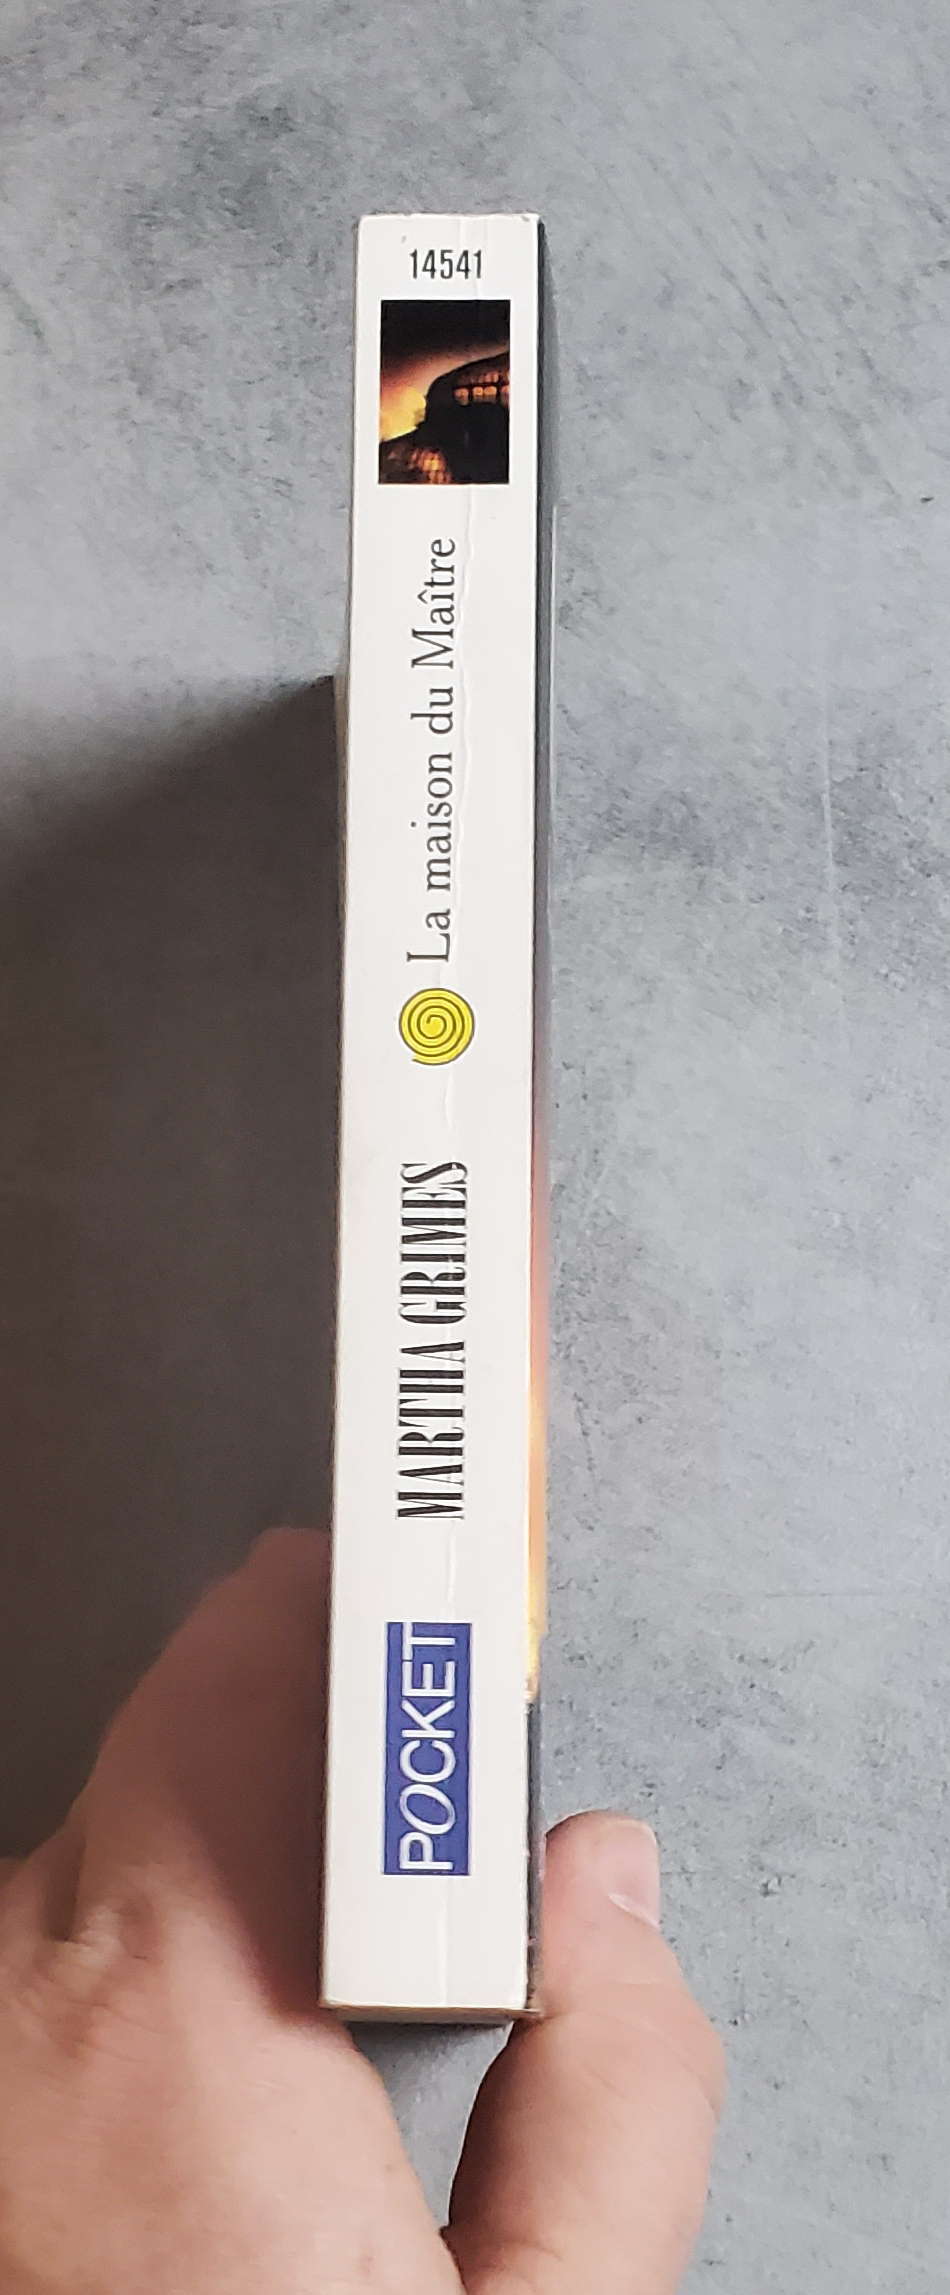 14541
La maison du Maître
MARTHA GRIMES
POCKET